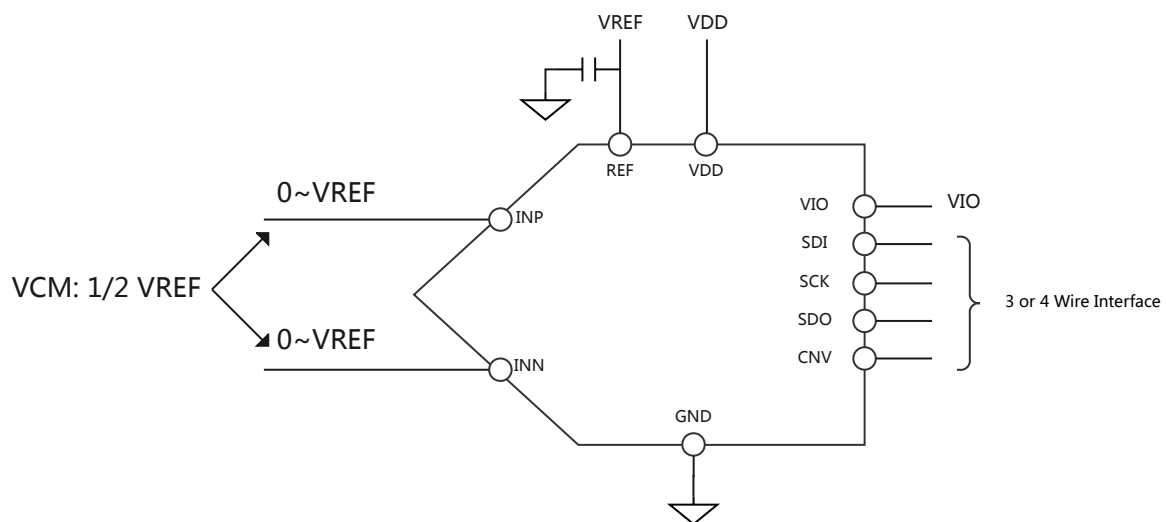 VREF
VDD
REF
VDD
0~VREF
INP
VIO
VIO
SDI
VCM: 1/2 VREF
SCK
3 or 4 Wire Interface
SDO
0~VREF
INN
CNV
GND